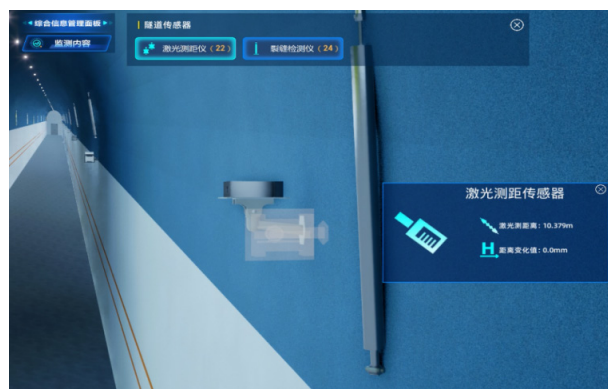 综合信息管理面板
监测内容
隧道传感器
激光测距仪（22）
裂缝检测仪（24）
激光测距传感器
激光测距离：10.379m
H 距离变化值：0.0mm